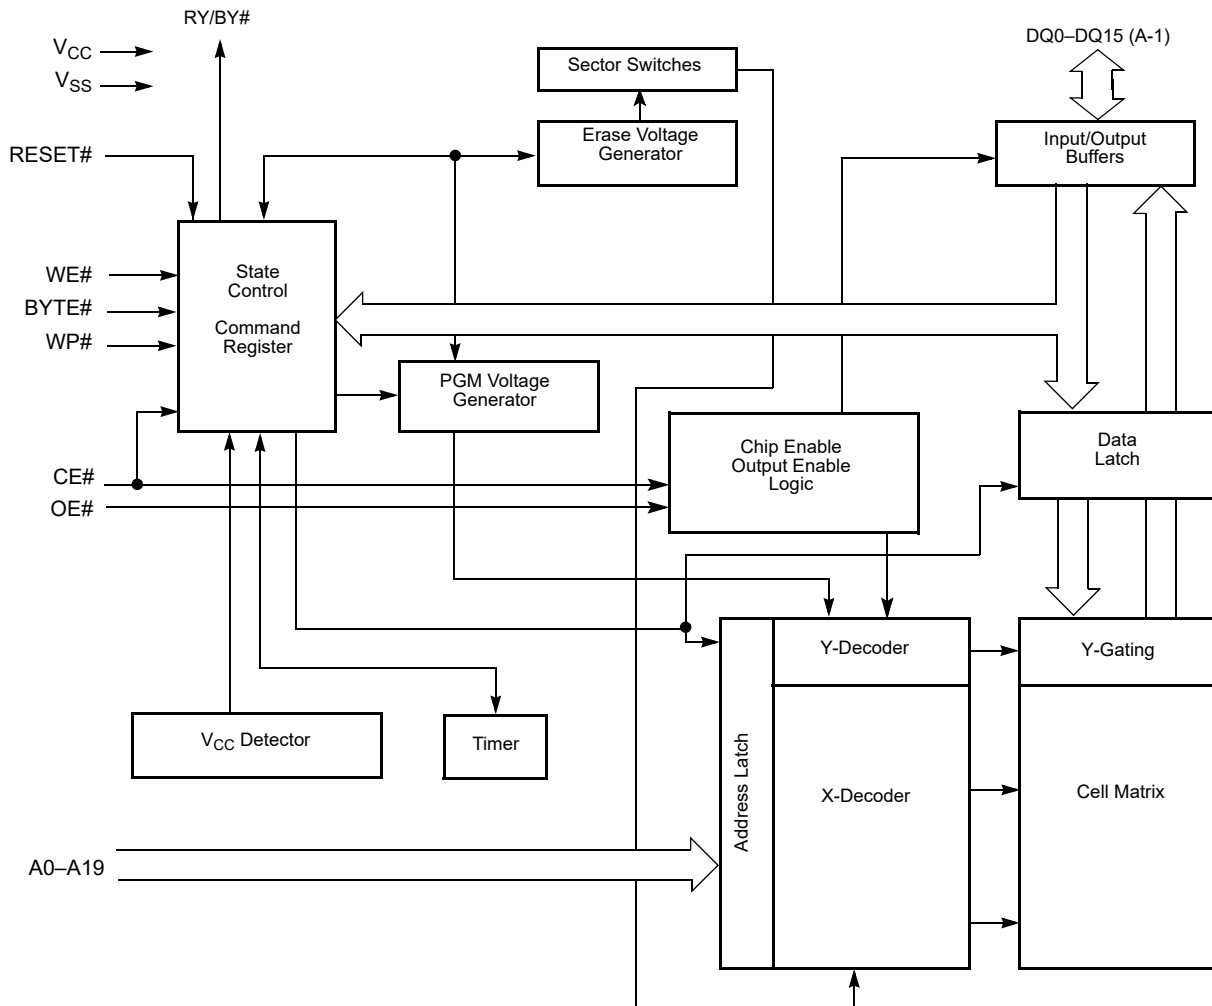 RY/BY#
VCC
VSS
RESET#
WE#
BYTE#
WP#
CE#
OE#
A0–A19
State
Control
Command
Register
Sector Switches
Erase Voltage
Generator
PGM Voltage
Generator
Chip Enable
Output Enable
Logic
DQ0–DQ15 (A-1)
Input/Output
Buffers
Data
Latch
VCC Detector
Timer
Address Latch
Y-Decoder
X-Decoder
Y-Gating
Cell Matrix